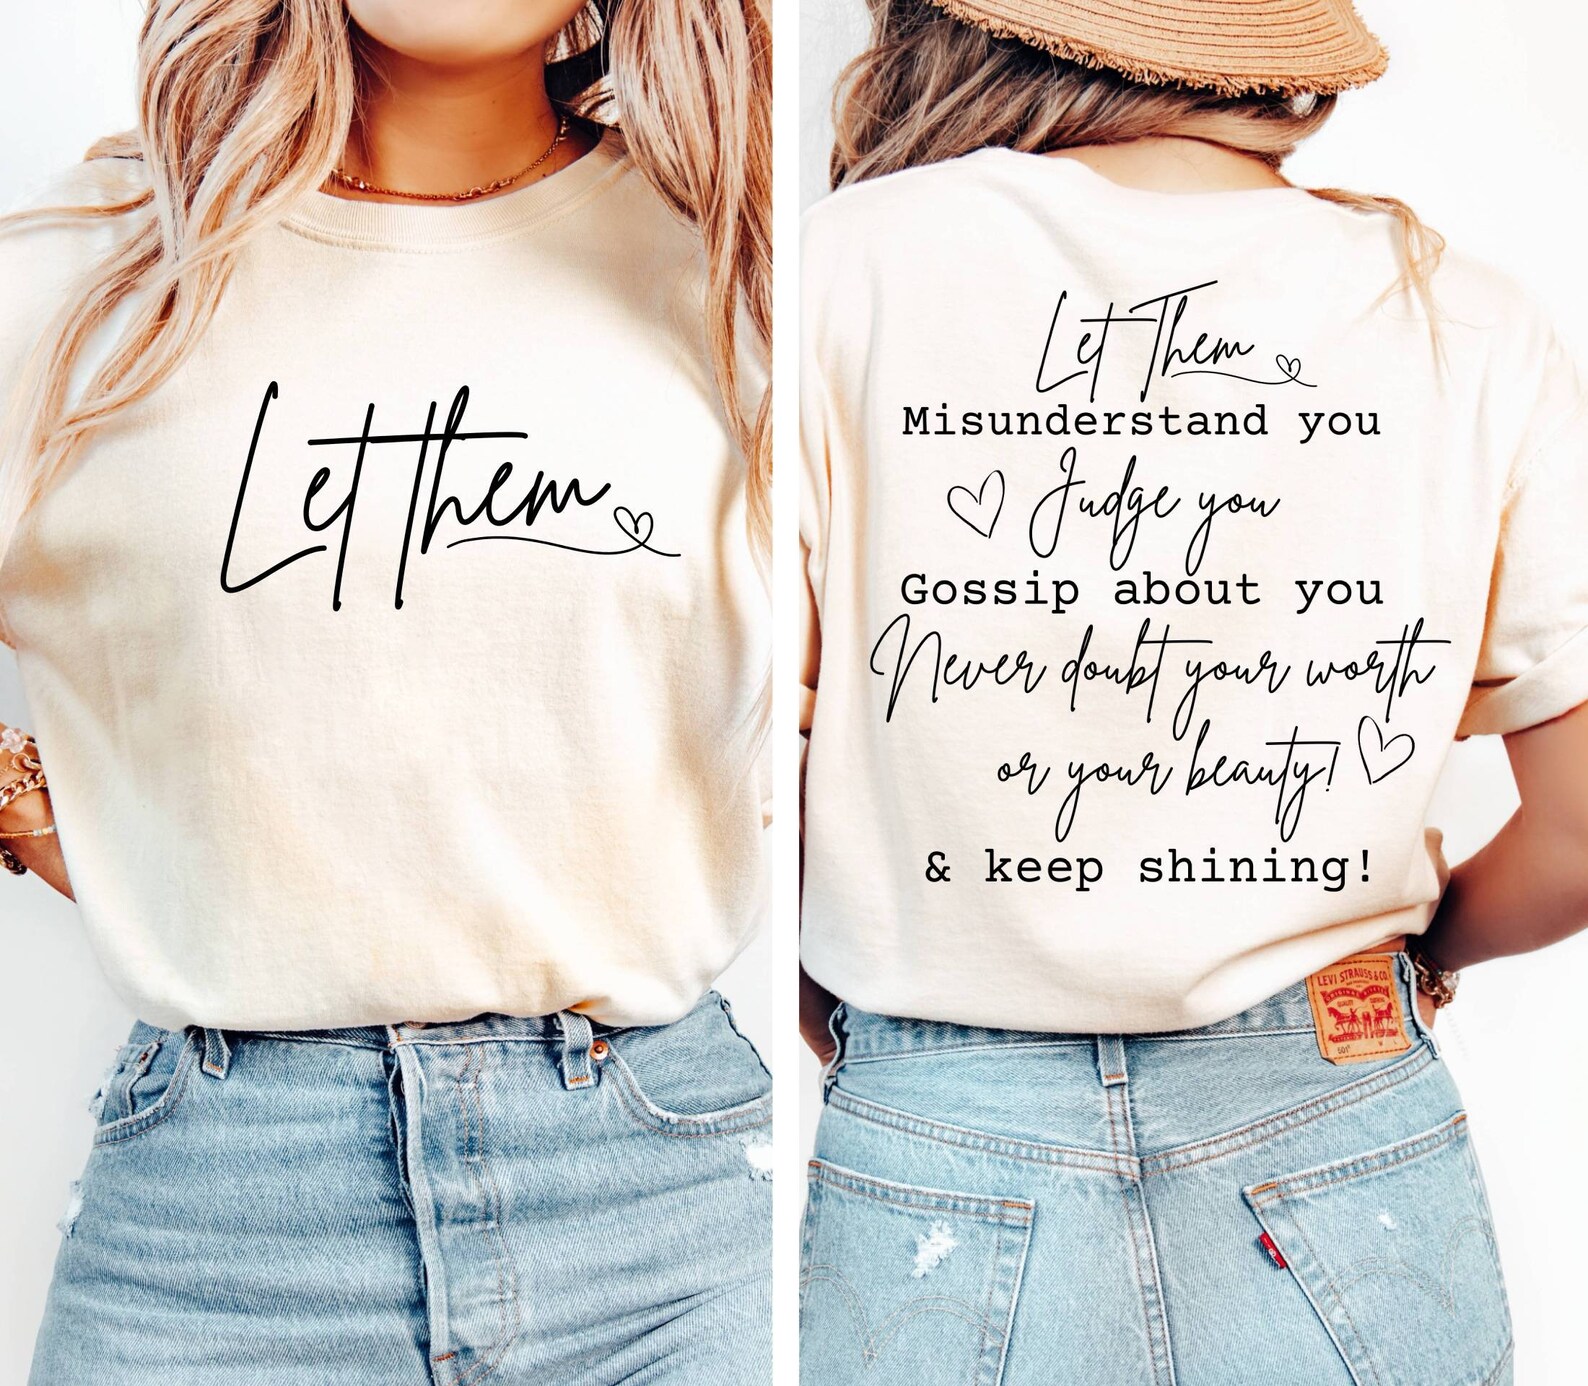 Let Them
Let Them
Misunderstand you
Judge you
Gossip about you
Never doubt your worth
or your beauty!
& keep shining!
LEVI STRAUSS & CO.
501